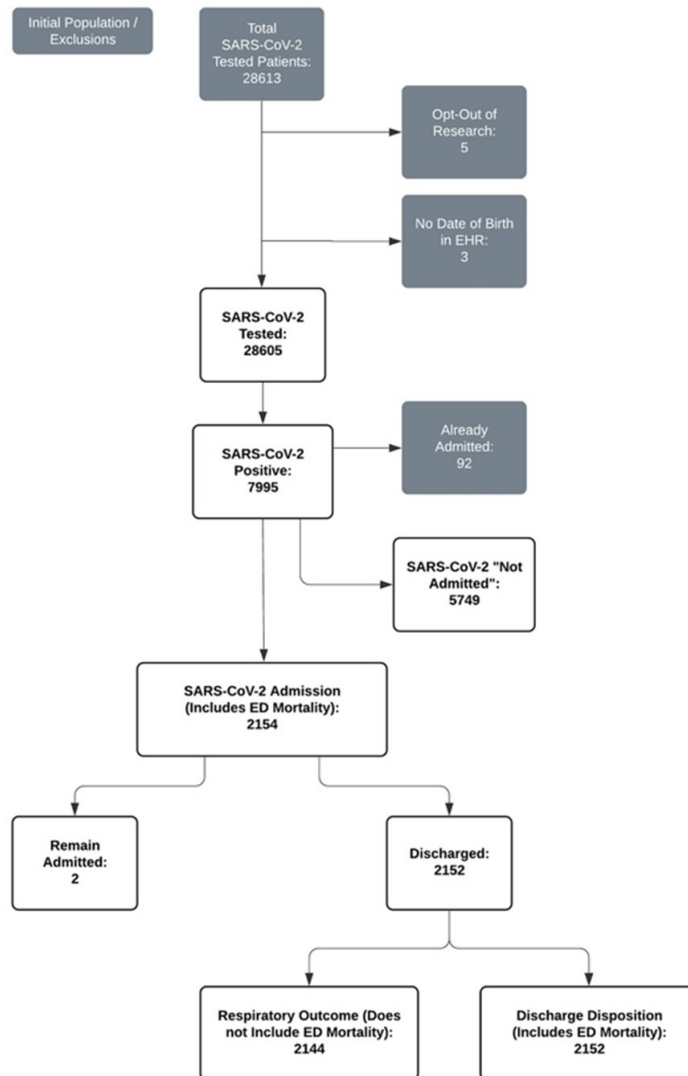 Initial Population /
Exclusions
Total
SARS-CoV-2
Tested Patients:
28613
Opt-Out of
Research:
5
No Date of Birth
in EHR:
3
SARS-CoV-2
Tested:
28605
SARS-CoV-2
Positive:
7995
Already
Admitted:
92
SARS-CoV-2 "Not
Admitted":
5749
SARS-CoV-2 Admission
(Includes ED Mortality):
2154
Remain
Admitted:
2
Discharged:
2152
Respiratory Outcome (Does
not Include ED Mortality):
2144
Discharge Disposition
(Includes ED Mortality):
2152